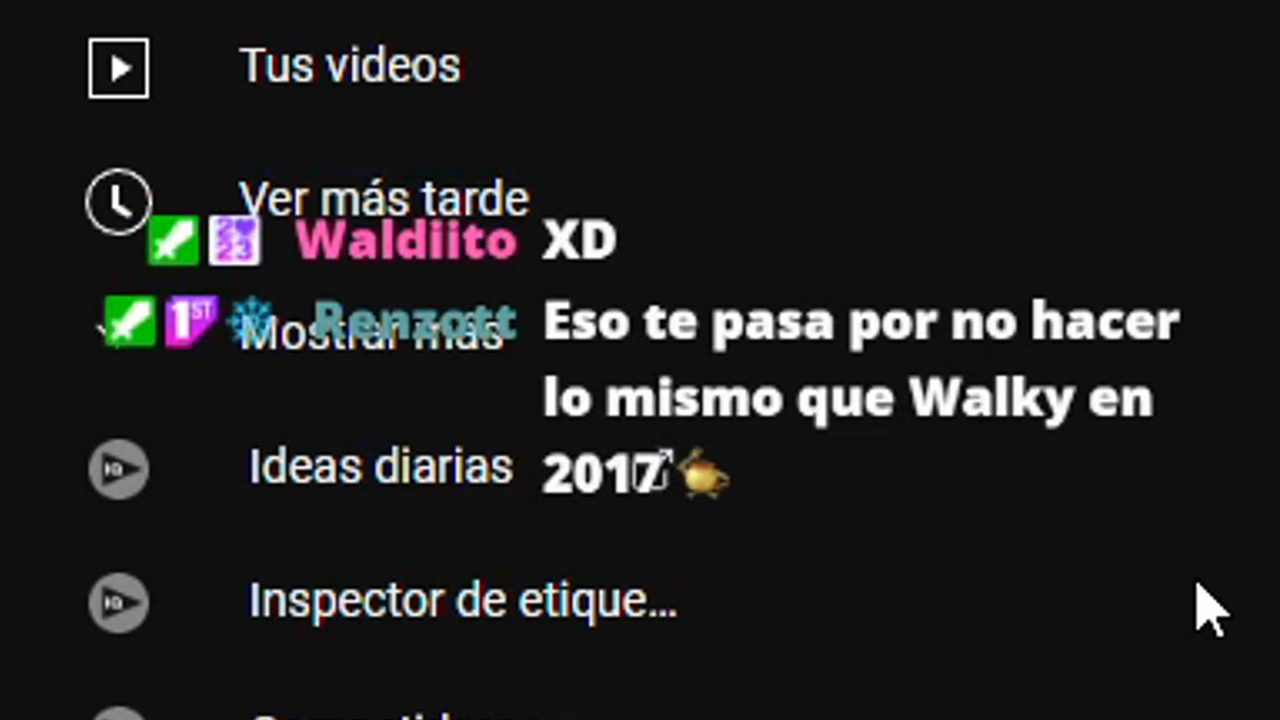 Tus videos
Ver más tarde
Waldiito XD
Renzott Eso te pasa por no hacer
Mostrar más
lo mismo que Walky en
Ideas diarias
2017
Inspector de etique...